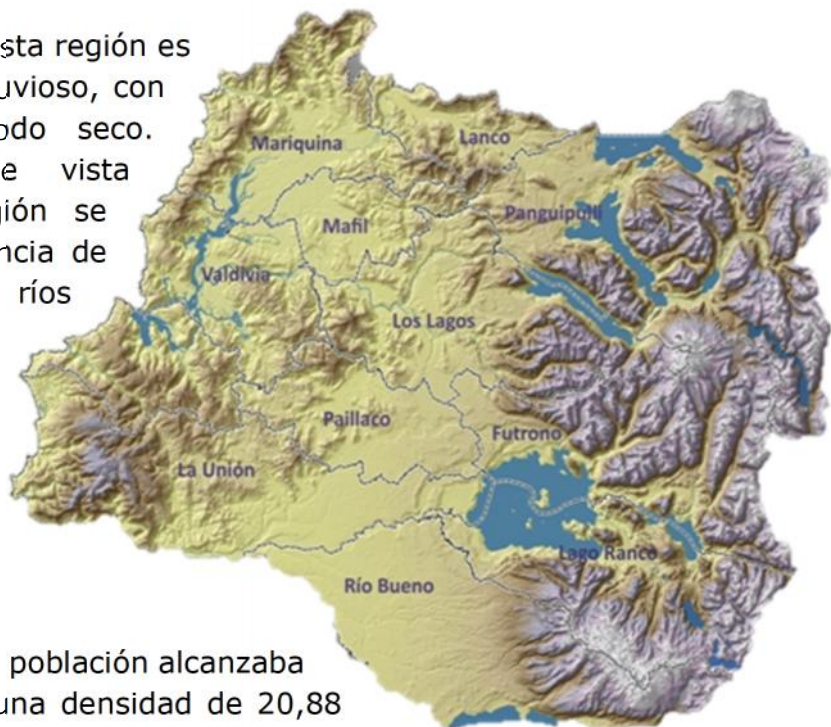 sta región es
uvioso, con
odo seco.
e vista
gión se
ncia de
ríos
Mariquina
Lanco
Mafil
Panguipulli
Valdivia
Los Lagos
Paillaco
Futrono
La Unión
Lago Ranco
Río Bueno
población alcanzaba
una densidad de 20,88